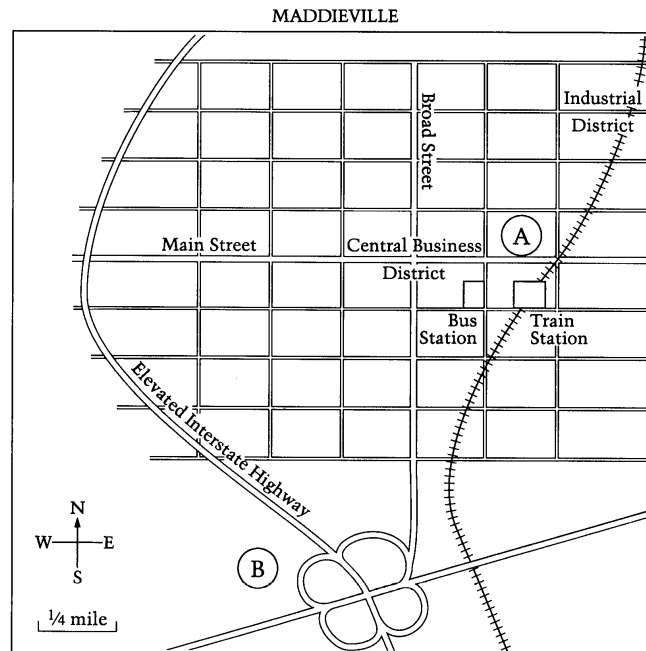 MADDIEVILLE
Industrial
District
Broad Street
A
Main Street
Central Business
District
Bus
Station
Train
Station
Elevated Interstate Highway
N
W
E
S
B
¼ mile